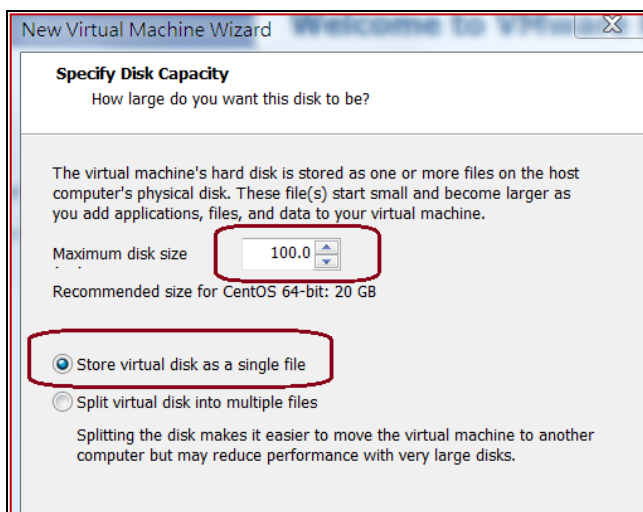 New Virtual Machine Wizard
Welcome to VMwa
Specify Disk Capacity
How large do you want this disk to be?
The virtual machine's hard disk is stored as one or more files on the host
computer's physical disk. These file(s) start small and become larger as
you add applications, files, and data to your virtual machine.
Maximum disk size
100.0
Recommended size for CentOS 64-bit: 20 GB
Store virtual disk as a single file
Split virtual disk into multiple files
Splitting the disk makes it easier to move the virtual machine to another
computer but may reduce performance with very large disks.